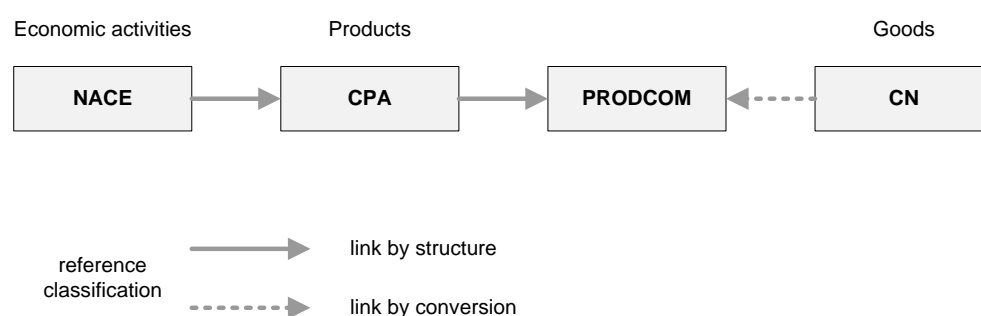 Economic activities Products Goods
NACE CPA PRODCOM CN
link by structure
reference
classification
link by conversion